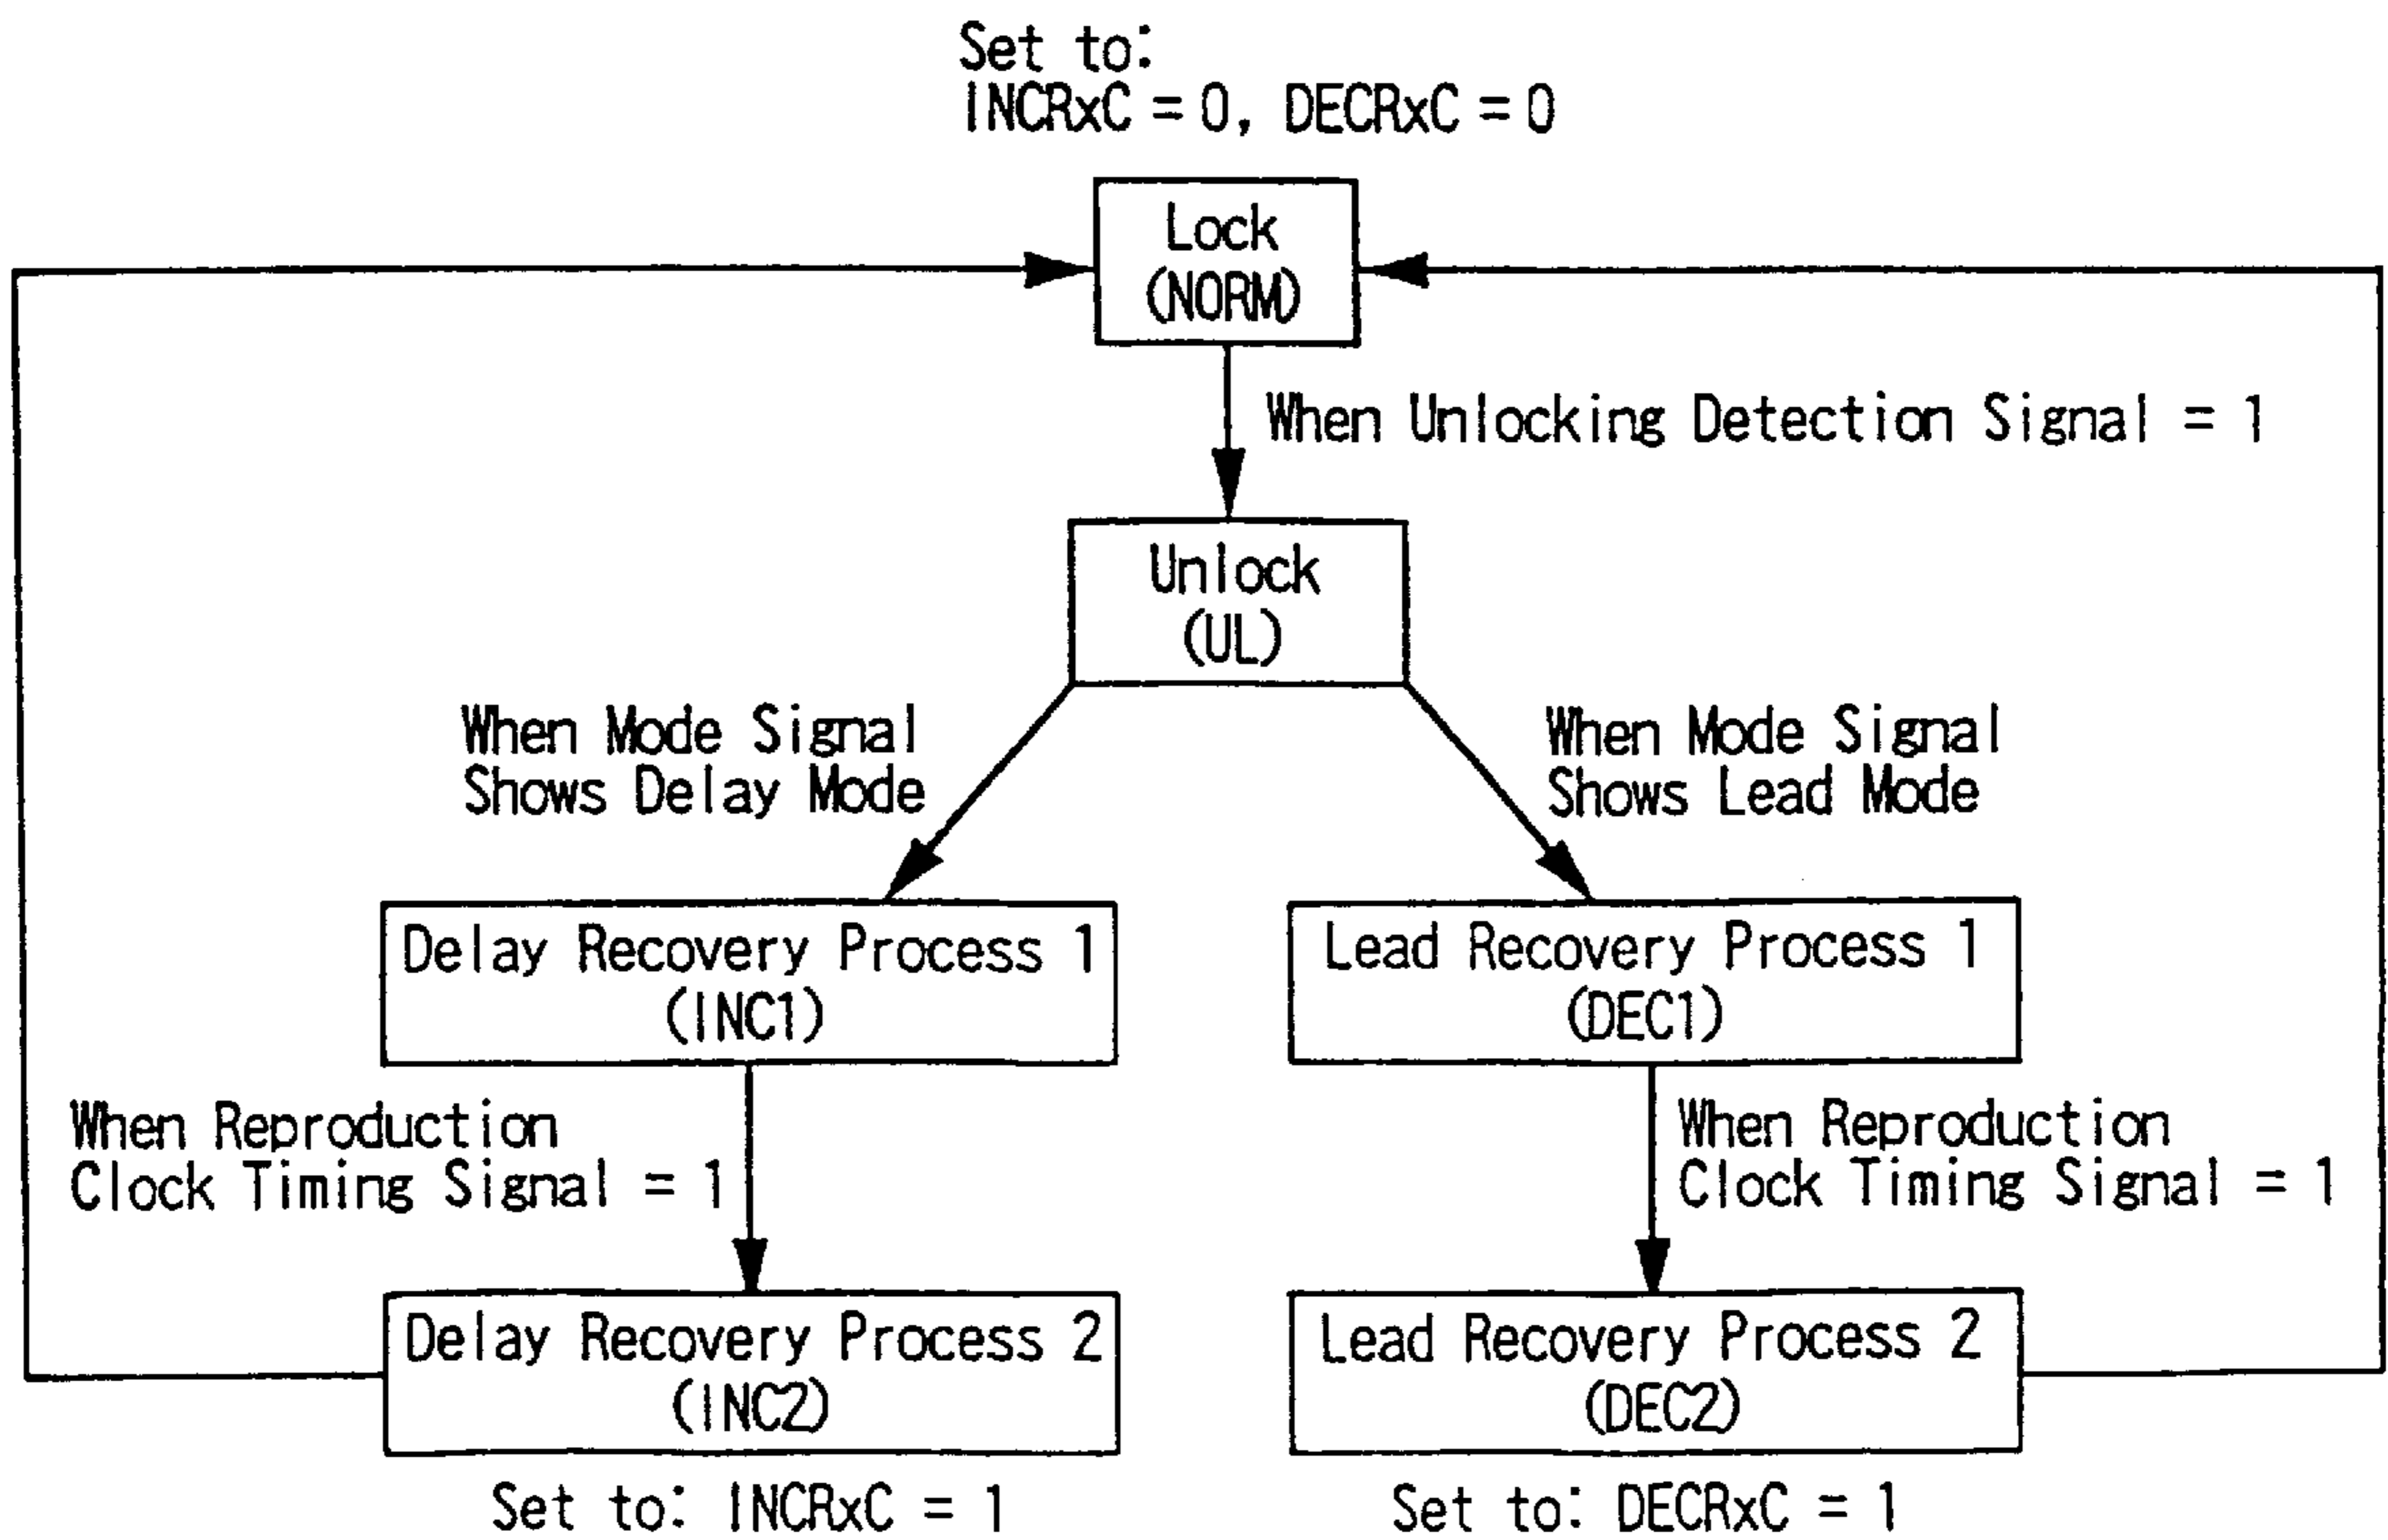 Set to:
INCRxC = 0, DECRxC = 0
Lock
(NORM)
When Unlocking Detection Signal = 1
Unlock
(UL)
When Mode Signal
Shows Delay Mode
When Mode Signal
Shows Lead Mode
Delay Recovery Process 1
(INC1)
Lead Recovery Process 1
(DEC1)
When Reproduction
Clock Timing Signal = 1
When Reproduction
Clock Timing Signal = 1
Delay Recovery Process 2
(INC2)
Lead Recovery Process 2
(DEC2)
Set to: INCRxC = 1
Set to: DECRxC = 1